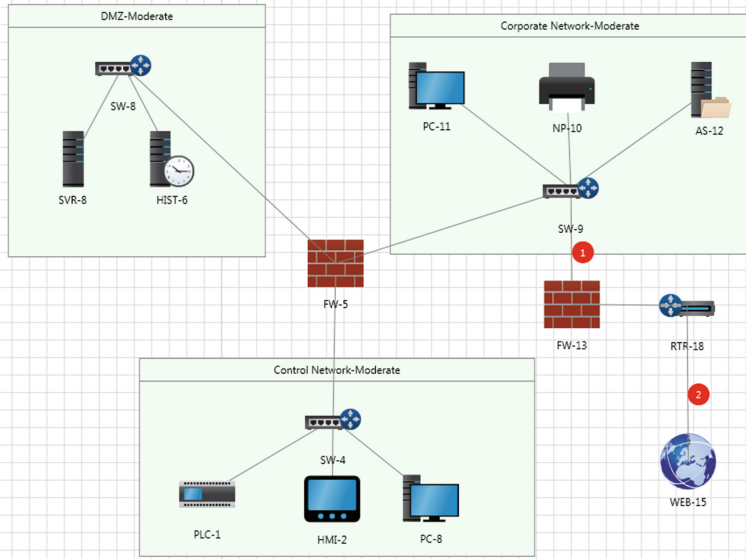 DMZ-Moderate
SW-8
SVR-8
HIST-6
Corporate Network-Moderate
PC-11
NP-10
AS-12
SW-9
1
FW-5
FW-13
RTR-18
2
WEB-15
Control Network-Moderate
SW-4
PLC-1
HMI-2
PC-8